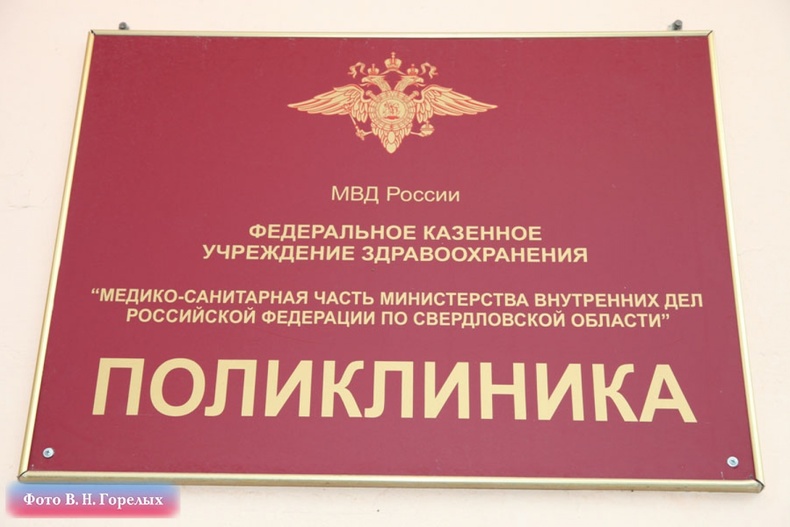 МВД России
ФЕДЕРАЛЬНОЕ КАЗЕННОЕ
УЧРЕЖДЕНИЕ ЗДРАВООХРАНЕНИЯ
“МЕДИКО-САНИТАРНАЯ ЧАСТЬ МИНИСТЕРСТВА ВНУТРЕННИХ ДЕЛ
РОССИЙСКОЙ ФЕДЕРАЦИИ ПО СВЕРДЛОВСКОЙ ОБЛАСТИ”
ПОЛИКЛИНИКА
Фото В. Н. Горелых